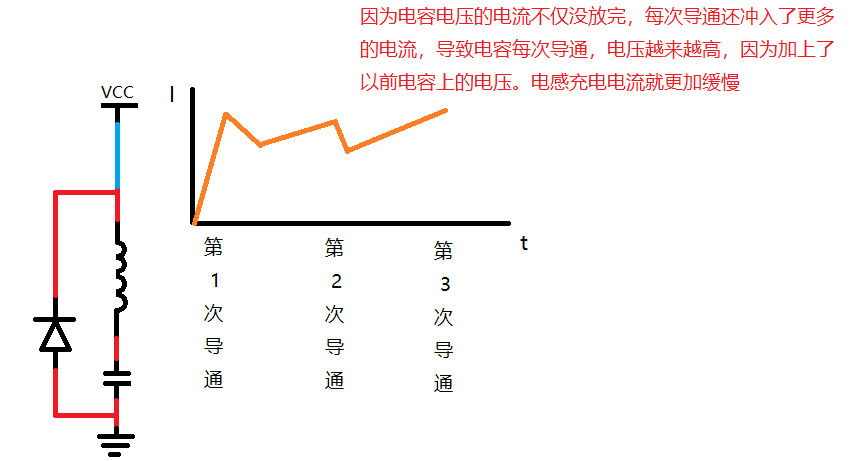 因为电容电压的电流不仅没放完，每次导通还冲入了更多
的电流，导致电容每次导通，电压越来越高，因为加上了
以前电容上的电压。电感充电电流就更加缓慢
VCC
I
t
第1次导通
第2次导通
第3次导通